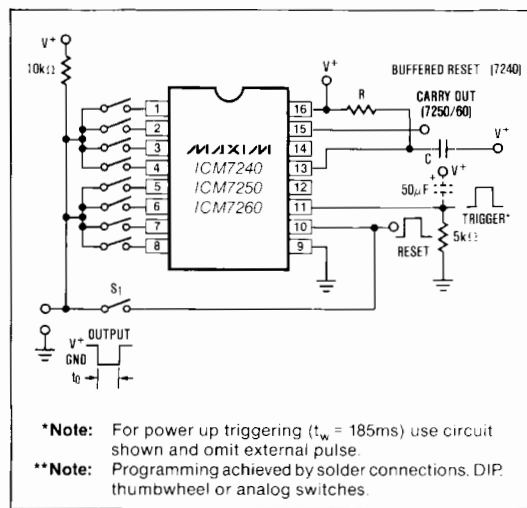 V+
10kΩ
V+
R
BUFFERED RESET (7240)
CARRY OUT
(7250/60)
V+
C
V+
+
50μF
TRIGGER*
5kΩ
RESET
1
2
3
4
5
6
7
8
MAXIM
ICM7240
ICM7250
ICM7260
16
15
14
13
12
11
10
9
S1
OUTPUT
V+
GND
t0
*Note: For power up triggering (tw = 185ms) use circuit
shown and omit external pulse.
**Note: Programming achieved by solder connections. DIP.
thumbwheel or analog switches.